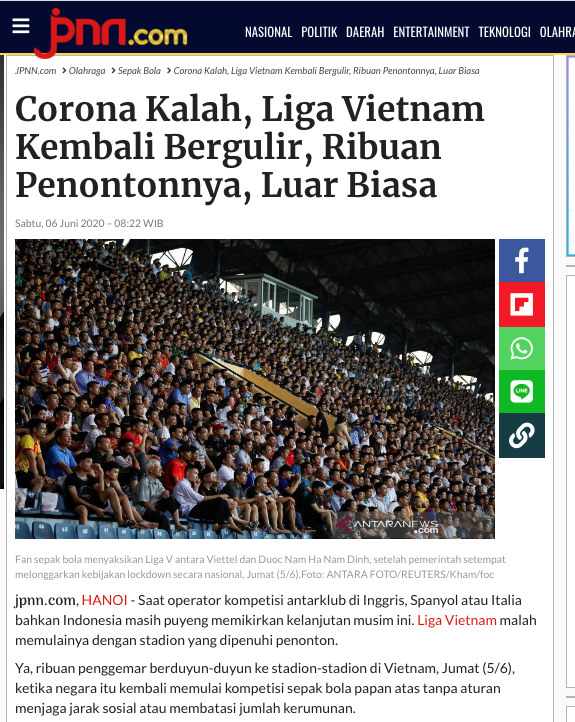 jpnn.com
NASIONAL POLITIK DAERAH ENTERTAINMENT TEKNOLOGI OLAHRA
JPNN.com > Olahraga > Sepak Bola > Corona Kalah, Liga Vietnam Kembali Bergulir, Ribuan Penontonnya, Luar Biasa
Corona Kalah, Liga Vietnam
Kembali Bergulir, Ribuan
Penontonnya, Luar Biasa
Sabtu, 06 Juni 2020 – 08:22 WIB
LINE
ANTARANEWS
.com
Fan sepak bola menyaksikan Liga V antara Viettel dan Duoc Nam Ha Nam Dinh, setelah pemerintah setempat
melonggarkan kebijakan lockdown secara nasional, Jumat (5/6).Foto: ANTARA FOTO/REUTERS/Kham/foc
jpnn.com, HANOI - Saat operator kompetisi antarklub di Inggris, Spanyol atau Italia
bahkan Indonesia masih puyeng memikirkan kelanjutan musim ini. Liga Vietnam malah
memulainya dengan stadion yang dipenuhi penonton.
Ya, ribuan penggemar berduyun-duyun ke stadion-stadion di Vietnam, Jumat (5/6),
ketika negara itu kembali memulai kompetisi sepak bola papan atas tanpa aturan
menjaga jarak sosial atau membatasi jumlah kerumunan.